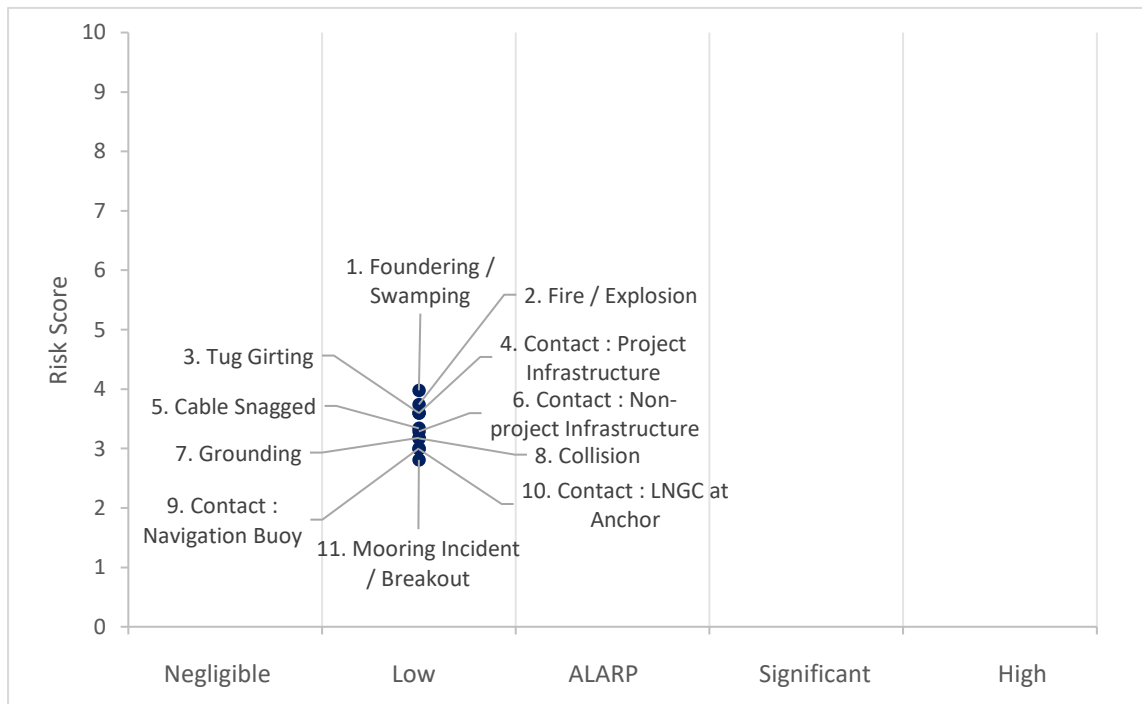 Risk Score
10
9
8
7
6
5
4
3
2
1
0
1. Foundering /
Swamping
2. Fire / Explosion
3. Tug Girting
4. Contact : Project
Infrastructure
5. Cable Snagged
6. Contact : Non-
project Infrastructure
7. Grounding
8. Collision
9. Contact :
Navigation Buoy
10. Contact : LNGC at
Anchor
11. Mooring Incident
/ Breakout
Negligible
Low
ALARP
Significant
High